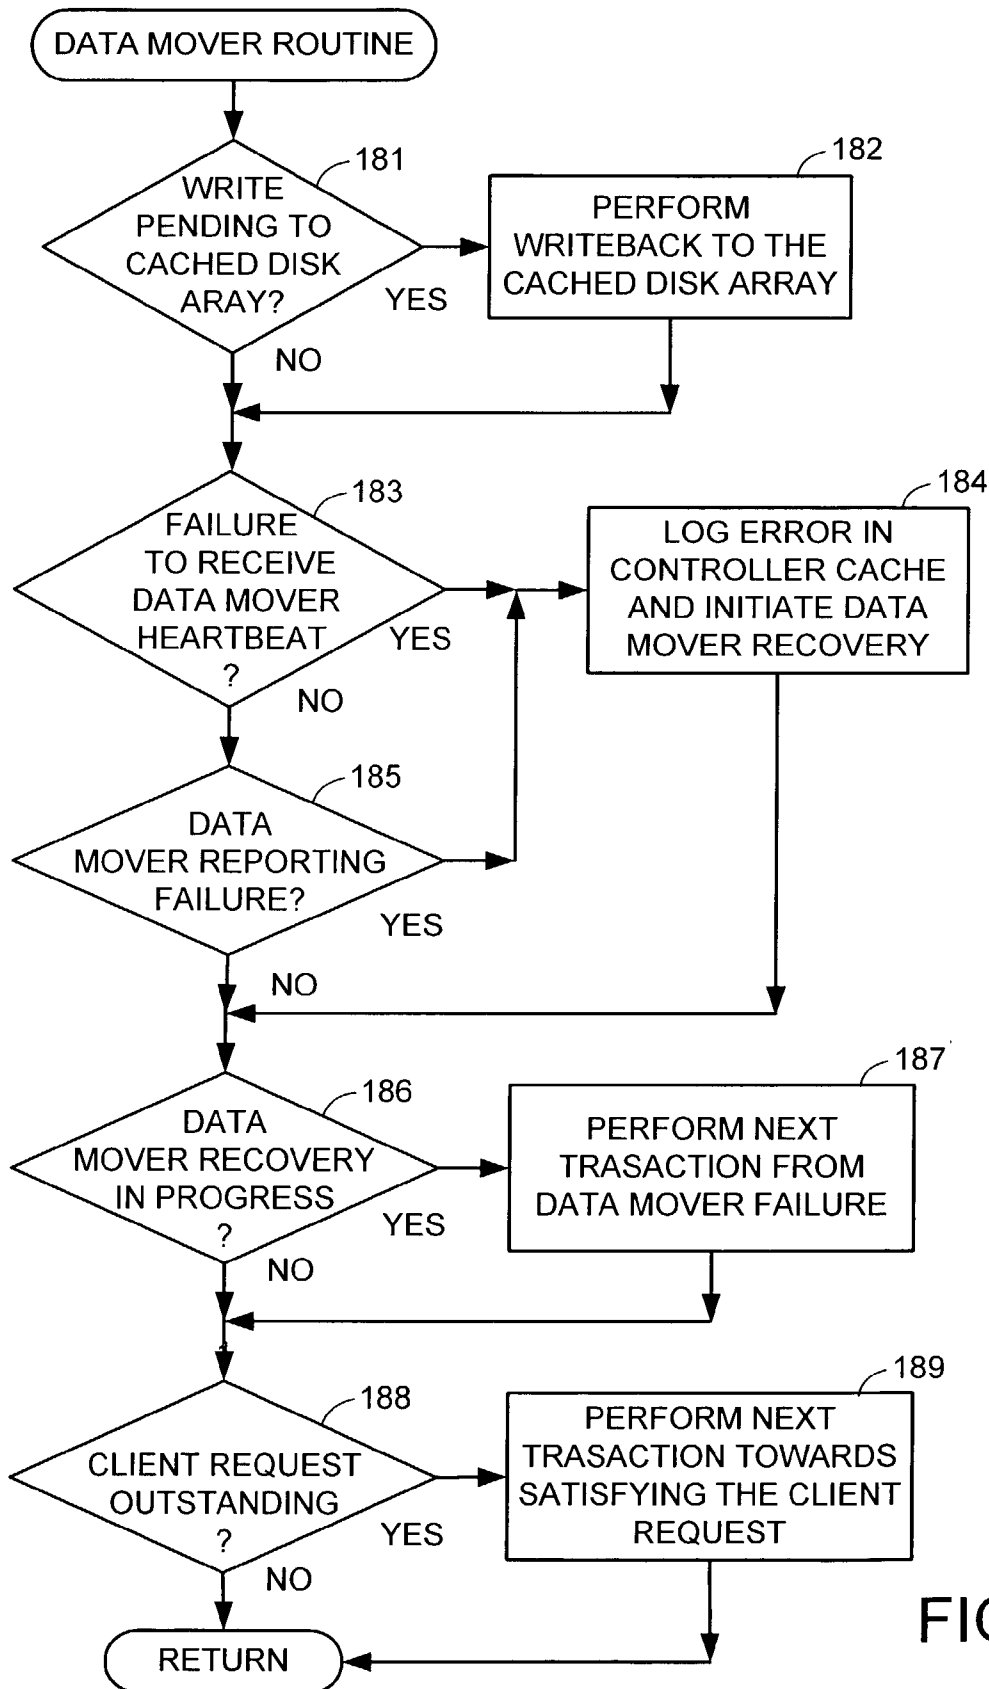 DATA MOVER ROUTINE
181
WRITE
PENDING TO
CACHED DISK
ARAY?
YES
NO
182
PERFORM
WRITEBACK TO THE
CACHED DISK ARRAY
183
FAILURE
TO RECEIVE
DATA MOVER
HEARTBEAT
?
YES
NO
184
LOG ERROR IN
CONTROLLER CACHE
AND INITIATE DATA
MOVER RECOVERY
185
DATA
MOVER REPORTING
FAILURE?
YES
NO
186
DATA
MOVER RECOVERY
IN PROGRESS
?
YES
NO
187
PERFORM NEXT
TRASACTION FROM
DATA MOVER FAILURE
188
CLIENT REQUEST
OUTSTANDING
?
YES
NO
189
PERFORM NEXT
TRASACTION TOWARDS
SATISFYING THE CLIENT
REQUEST
RETURN